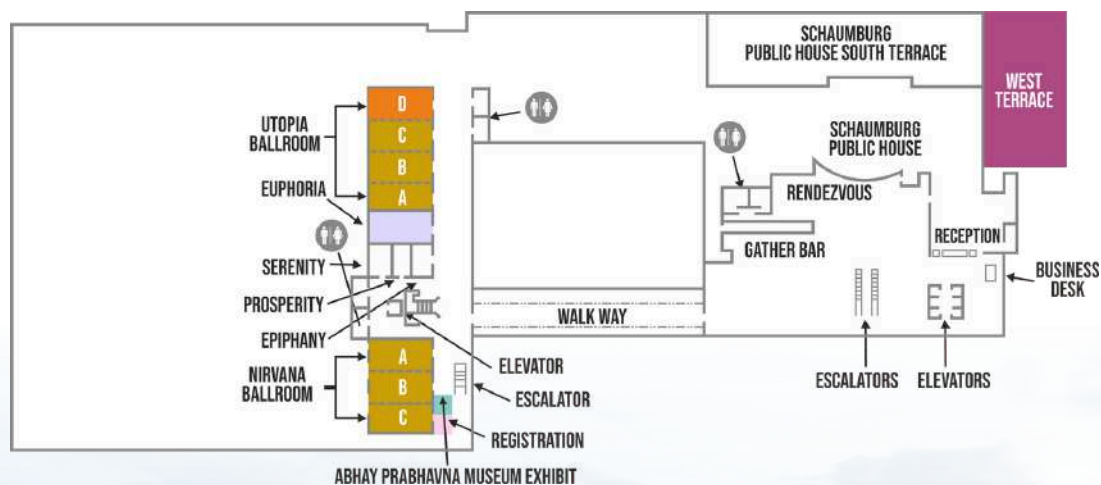 SCHAUMBURG
PUBLIC HOUSE SOUTH TERRACE
WEST
TERRACE
UTOPIA
BALLROOM
D
C
B
A
EUPHORIA
SERENITY
PROSPERITY
EPIPHANY
NIRVANA
BALLROOM
A
B
C
ELEVATOR
ESCALATOR
REGISTRATION
ABHAY PRABHAVNA MUSEUM EXHIBIT
WALK WAY
SCHAUMBURG
PUBLIC HOUSE
RENDEZVOUS
GATHER BAR
RECEPTION
BUSINESS
DESK
ESCALATORS
ELEVATORS